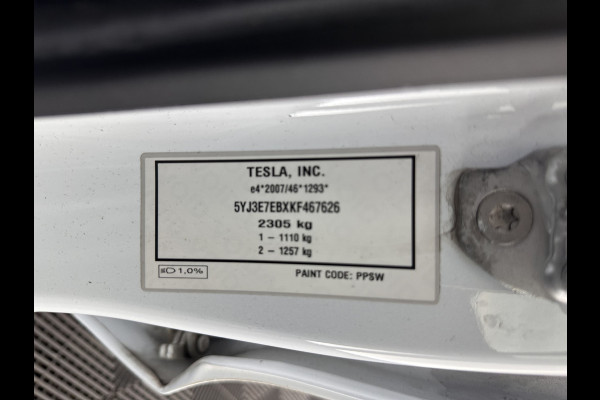 TESLA, INC.
e4*2007/46*1293*
5YJ3E7EBXKF467626
2305 kg
1 – 1110 kg
2 – 1257 kg
1,0%
PAINT CODE: PPSW